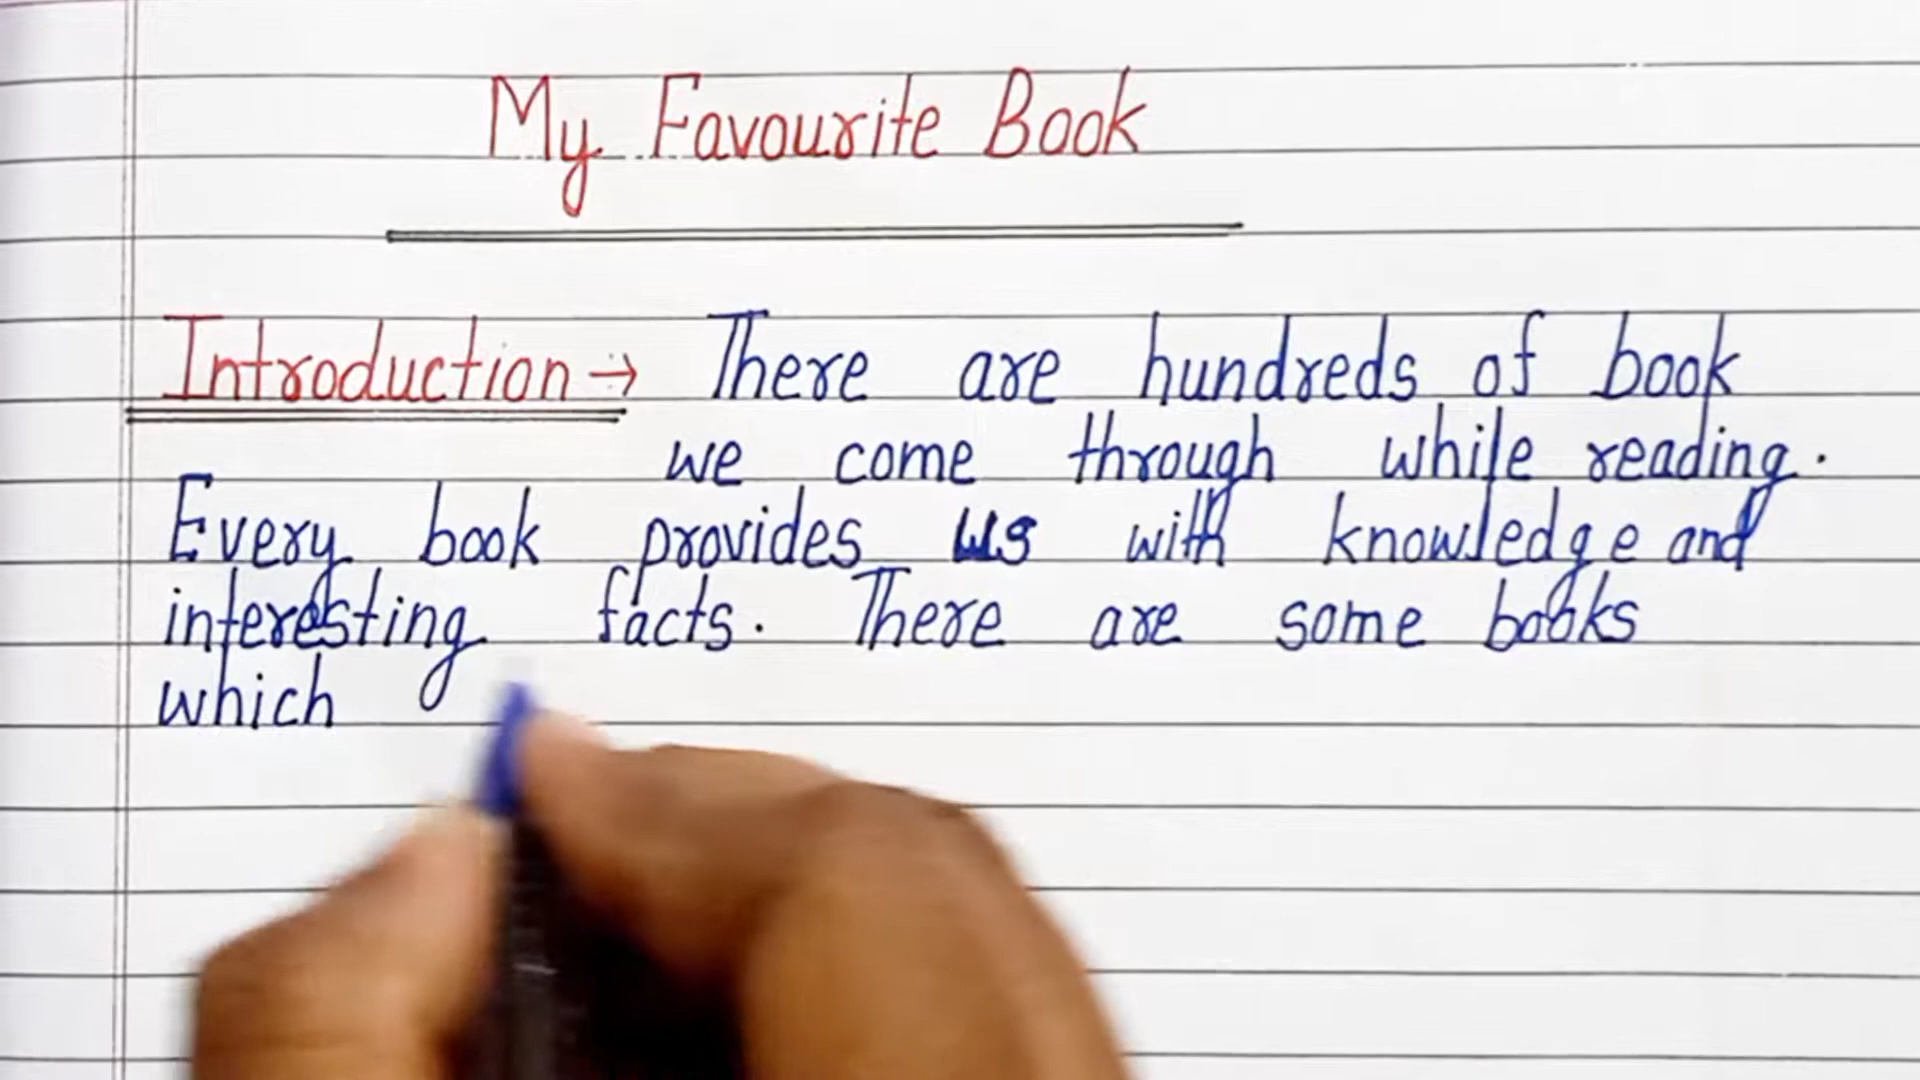 My Favourite Book
Introduction → There are hundreds of book
we come through while reading.
Every book provides us with knowledge and
interesting facts. There are some books
which